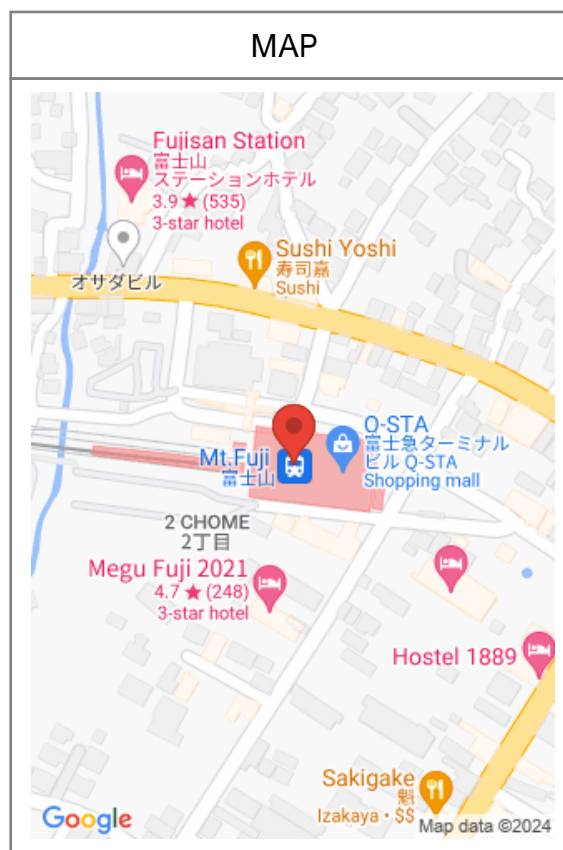 MAP
Fujisan Station
富士山
ステーションホテル
3.9 ★ (535)
3-star hotel
オサダビル
Sushi Yoshi
寿司嘉
Sushi
Mt.Fuji
富士山
Q-STA
富士急ターミナル
ビル Q-STA
Shopping mall
2 CHOME
2丁目
Megu Fuji 2021
4.7 ★ (248)
3-star hotel
Hostel 1889
Sakigake
魁
Izakaya • $$
Google
Map data ©2024